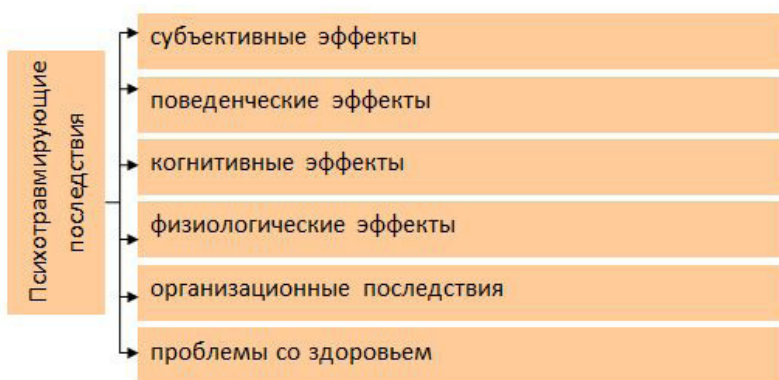 Психотравмирующие
последствия
субъективные эффекты
поведенческие эффекты
когнитивные эффекты
физиологические эффекты
организационные последствия
проблемы со здоровьем